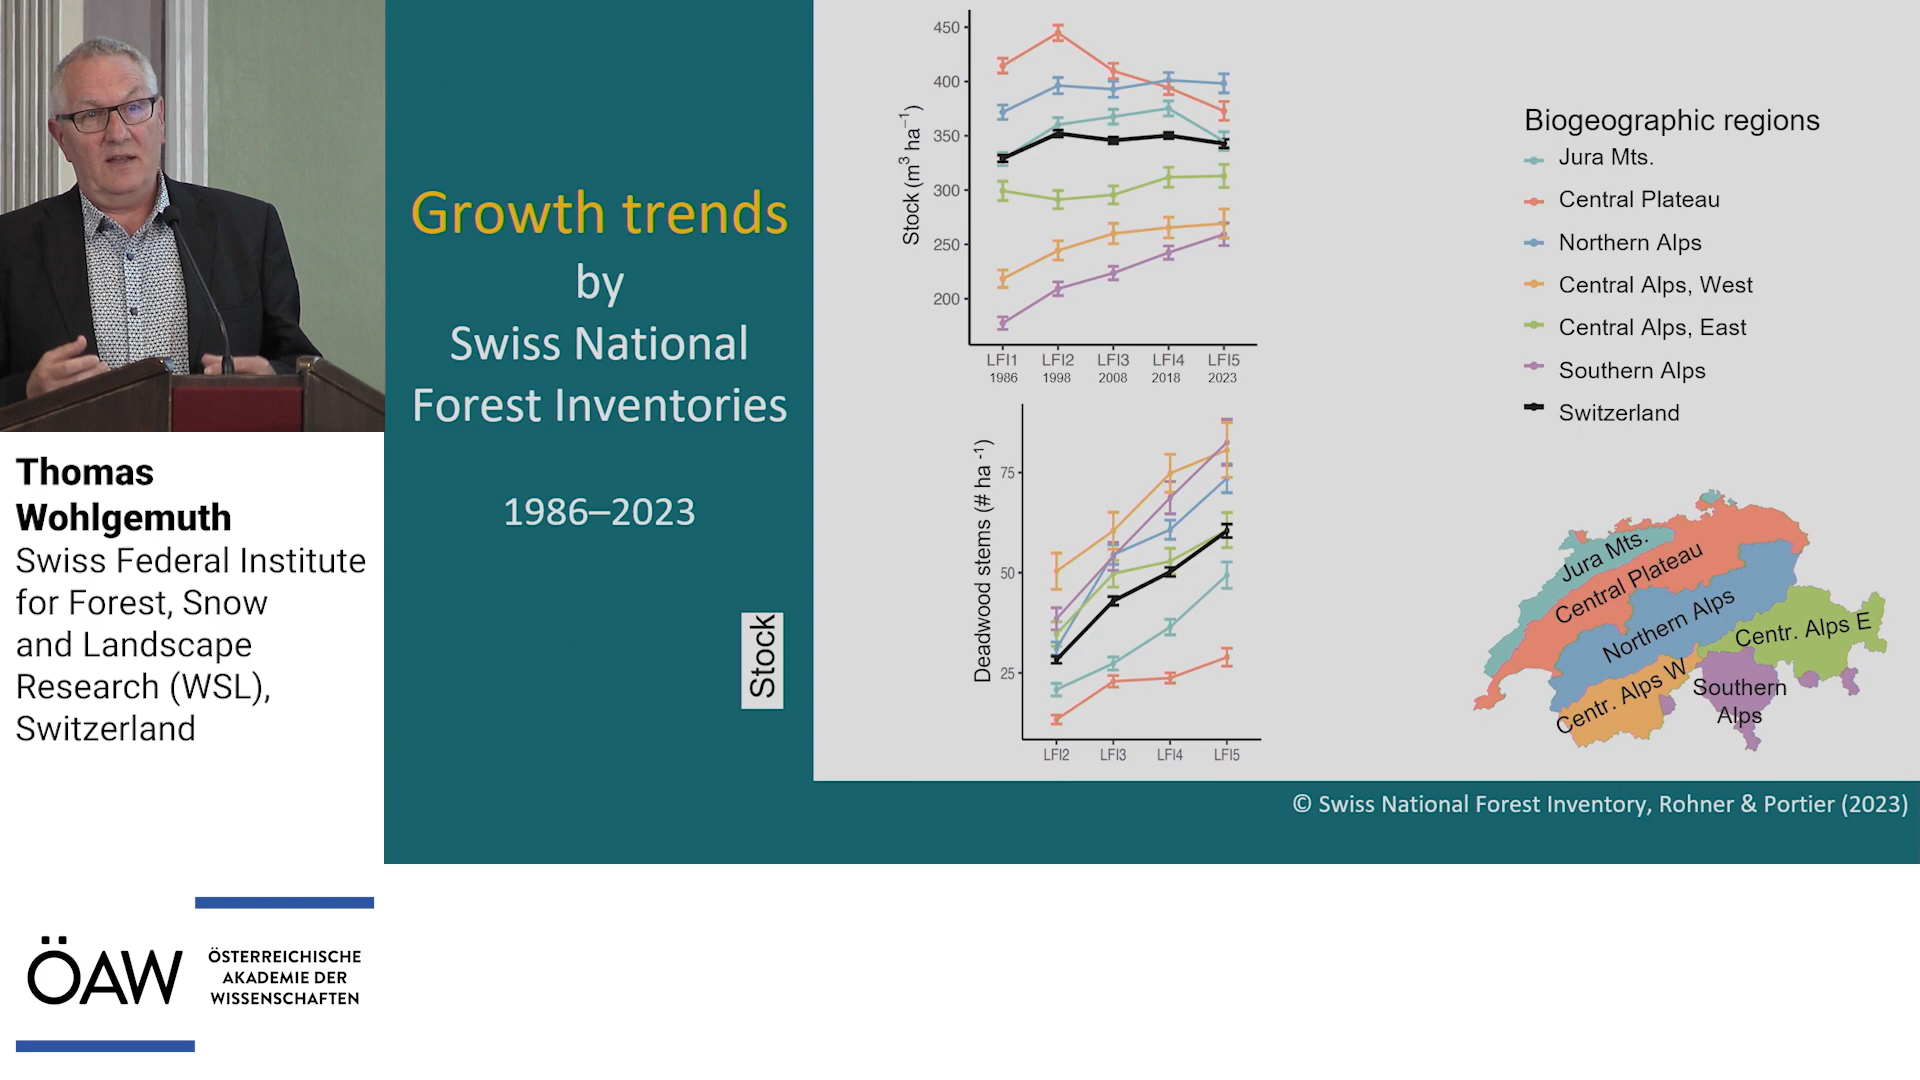 Growth trends
by
Swiss National
Forest Inventories
1986–2023
Stock
Stock (m³ ha⁻¹)
450
400
350
300
250
200
LFI1 LFI2 LFI3 LFI4 LFI5
1986 1998 2008 2018 2023
Deadwood stems (# ha -1)
75
50
25
LFI2 LFI3 LFI4 LFI5
Biogeographic regions
Jura Mts.
Central Plateau
Northern Alps
Central Alps, West
Central Alps, East
Southern Alps
Switzerland
Jura Mts.
Central Plateau
Northern Alps
Centr. Alps E
Centr. Alps W
Southern
Alps
© Swiss National Forest Inventory, Rohner & Portier (2023)
Thomas
Wohlgemuth
Swiss Federal Institute
for Forest, Snow
and Landscape
Research (WSL),
Switzerland
ÖAW
ÖSTERREICHISCHE
AKADEMIE DER
WISSENSCHAFTEN